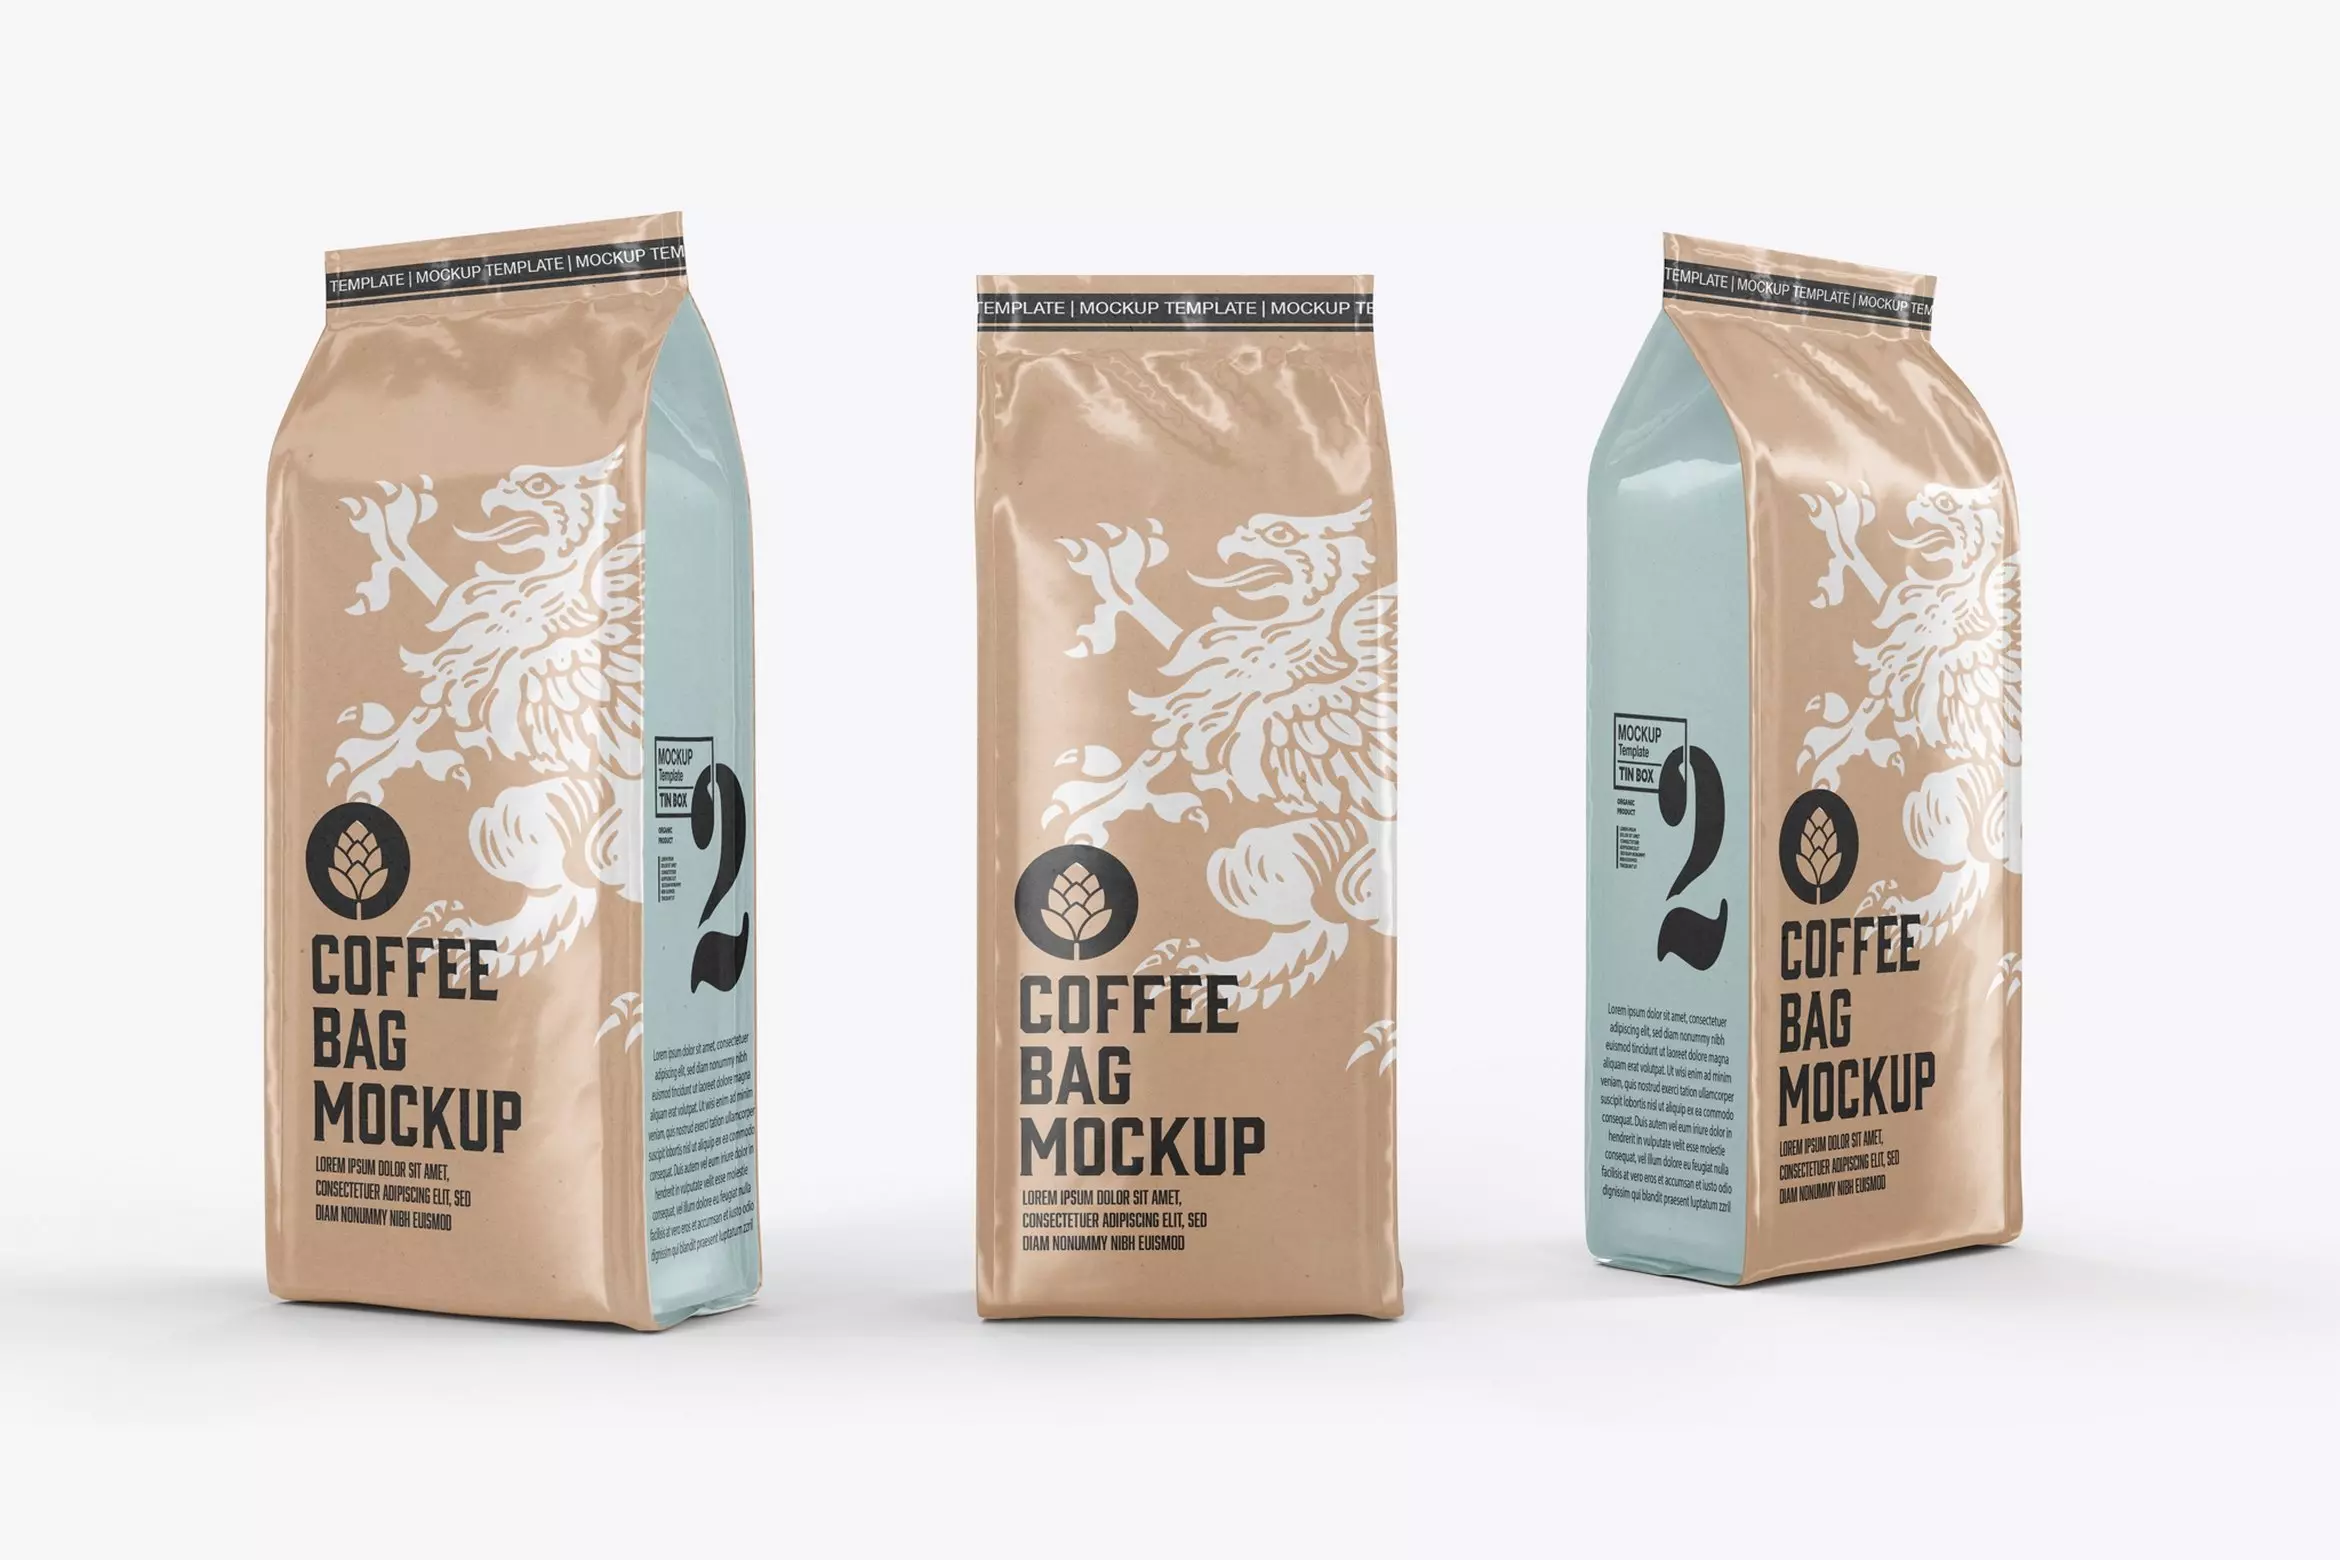 TEMPLATE | MOCKUP TEMPLATE | MOCKUP TEM
COFFEE
BAG
MOCKUP
LOREM IPSUM DOLOR SIT AMET,
CONSECTETUER ADIPISCING ELIT, SED
DIAM NONUMMY NIBH EUISMOD
MOCKUP
Template
TIN BOX
2
ORGANIC
PRODUCT
Lorem ipsum dolor sit amet, consectetuer
adipiscing elit, sed diam nonummy nibh
euismod tincidunt ut laoreet dolore magna
aliquam erat volutpat. Ut wisi enim ad minim
veniam, quis nostrud exerci tation ullamcorper
suscipit lobortis nisl ut aliquip ex ea commodo
consequat. Duis autem vel eum iriure dolor in
hendrerit in vulputate velit esse molestie
consequat, vel illum dolore eu feugiat nulla
facilisis at vero eros et accumsan et iusto odio
dignissim qui blandit praesent luptatum zzril
TEMPLATE | MOCKUP TEMPLATE | MOCKUP TE
COFFEE
BAG
MOCKUP
LOREM IPSUM DOLOR SIT AMET,
CONSECTETUER ADIPISCING ELIT, SED
DIAM NONUMMY NIBH EUISMOD
TEMPLATE | MOCKUP TEMPLATE | MOCKUP TEM
MOCKUP
Template
TIN BOX
2
ORGANIC
PRODUCT
Lorem ipsum dolor sit amet, consectetuer
adipiscing elit, sed diam nonummy nibh
euismod tincidunt ut laoreet dolore magna
aliquam erat volutpat. Ut wisi enim ad minim
veniam, quis nostrud exerci tation ullamcorper
suscipit lobortis nisl ut aliquip ex ea commodo
consequat. Duis autem vel eum iriure dolor in
hendrerit in vulputate velit esse molestie
consequat, vel illum dolore eu feugiat nulla
facilisis at vero eros et accumsan et iusto odio
dignissim qui blandit praesent luptatum zzril
COFFEE
BAG
MOCKUP
LOREM IPSUM DOLOR SIT AMET,
CONSECTETUER ADIPISCING ELIT, SED
DIAM NONUMMY NIBH EUISMOD